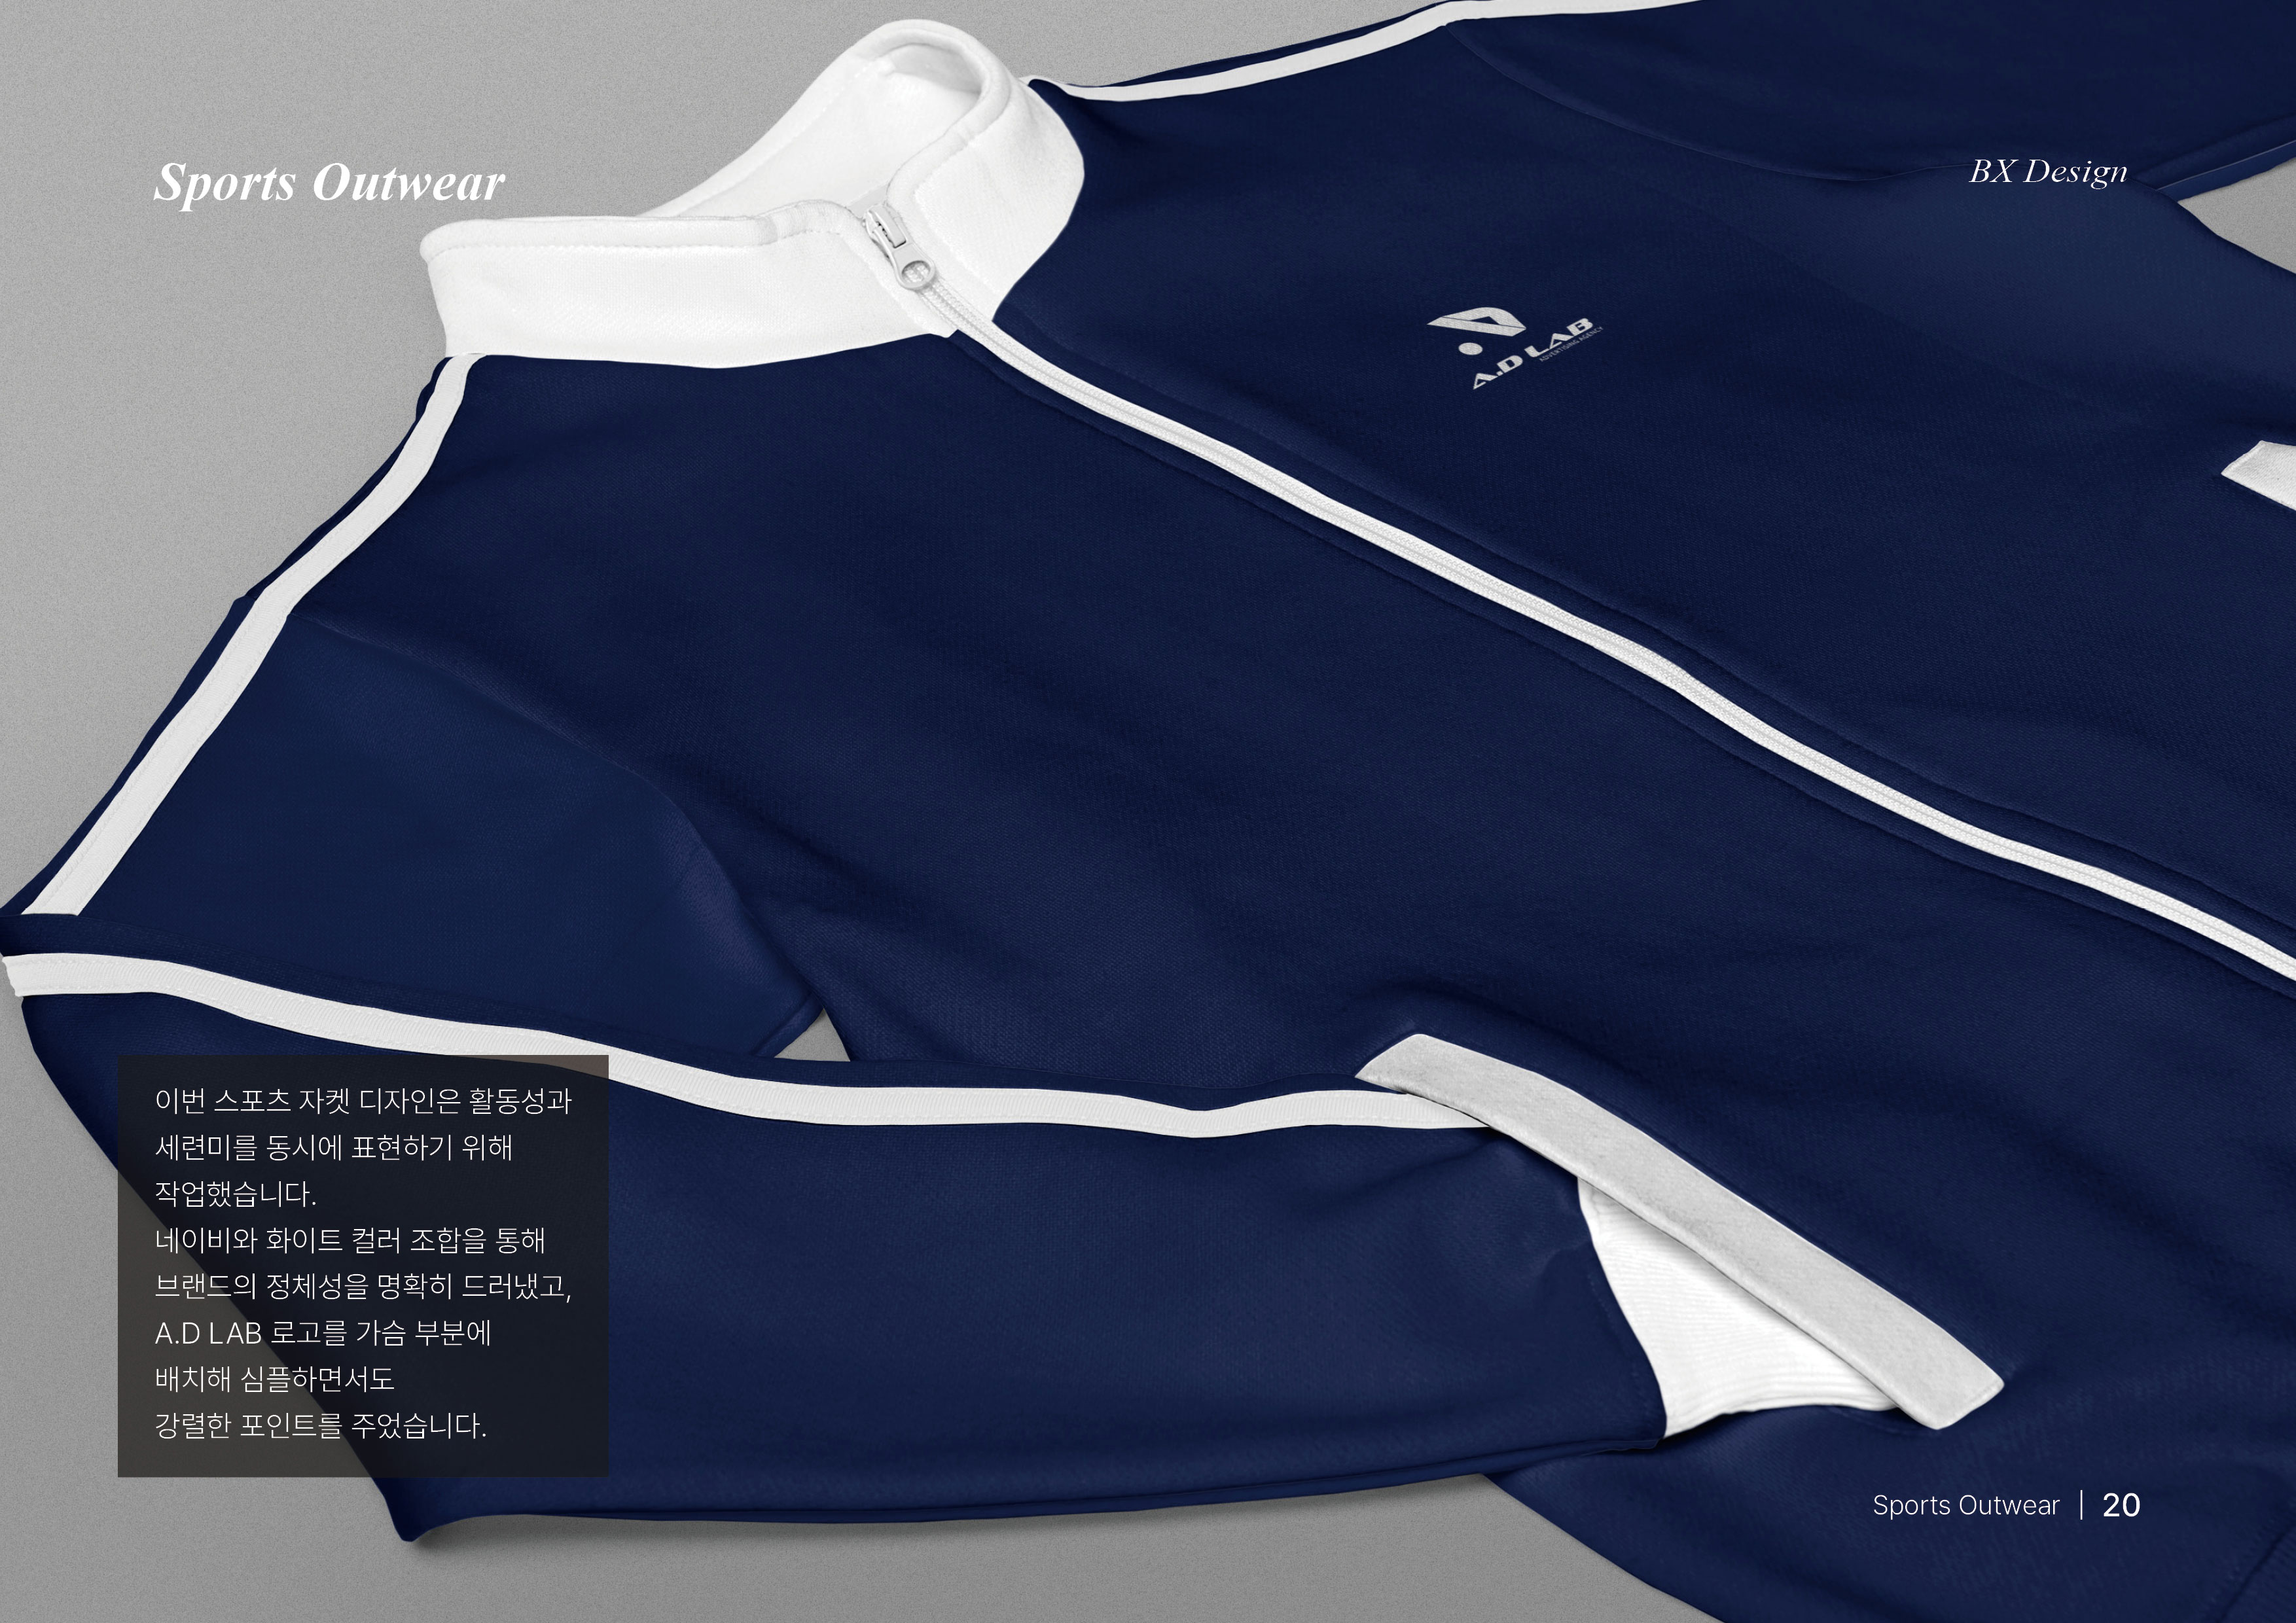 Sports Outwear
BX Design
A.D LAB
ADVERTISING AGENCY
이번 스포츠 자켓 디자인은 활동성과
세련미를 동시에 표현하기 위해
작업했습니다.
네이비와 화이트 컬러 조합을 통해
브랜드의 정체성을 명확히 드러냈고,
A.D LAB 로고를 가슴 부분에
배치해 심플하면서도
강렬한 포인트를 주었습니다.
Sports Outwear | 20